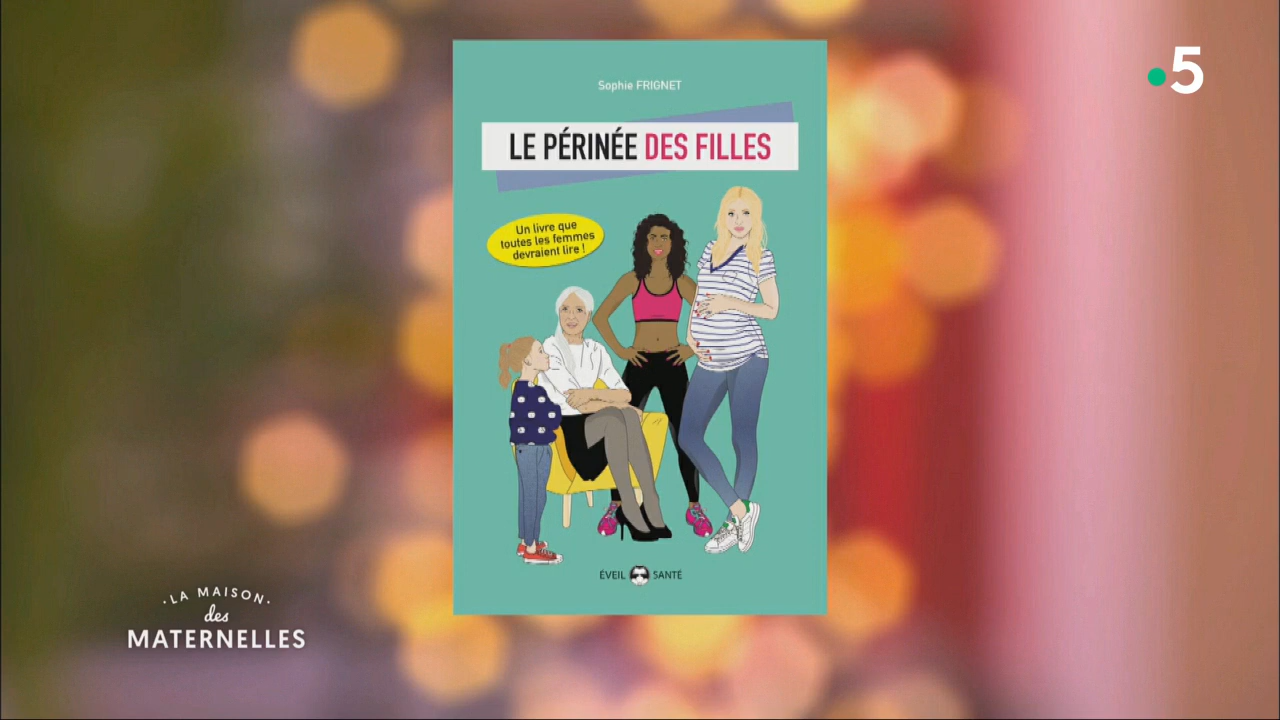 5
Sophie FRIGNET
LE PÉRINÉE DES FILLES
Un livre que
toutes les femmes
devraient lire !
ÉVEIL SANTÉ
·LA MAISON·
des
MATERNELLES